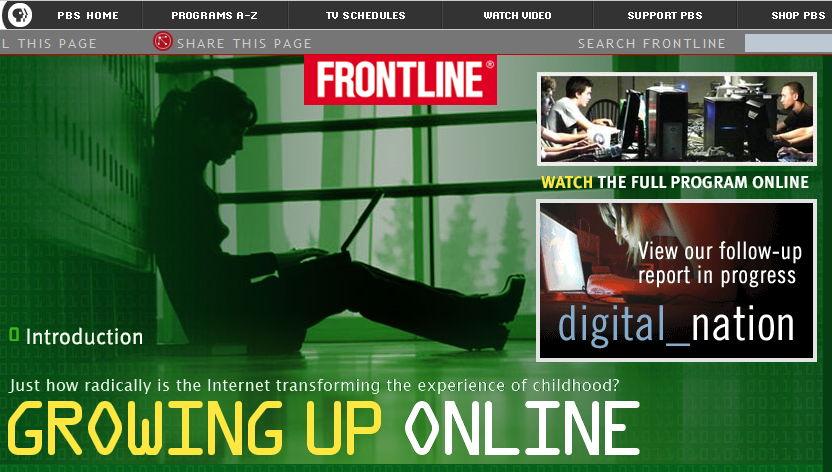 PBS HOME PROGRAMS A-Z TV SCHEDULES WATCH VIDEO SUPPORT PBS SHOP PBS
L THIS PAGE SHARE THIS PAGE SEARCH FRONTLINE
FRONTLINE®
WATCH THE FULL PROGRAM ONLINE
View our follow-up
report in progress
digital_nation
Introduction
Just how radically is the Internet transforming the experience of childhood?
GROWING UP ONLINE